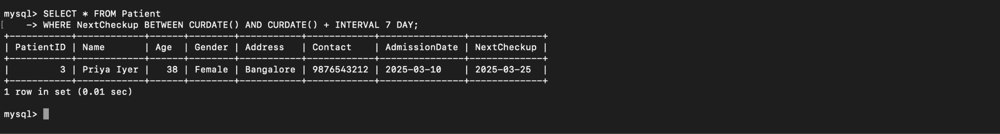 mysql> SELECT * FROM Patient
[    -> WHERE NextCheckup BETWEEN CURDATE() AND CURDATE() + INTERVAL 7 DAY;
+-----------+------------+------+--------+-----------+------------+---------------+-------------+
| PatientID | Name       | Age  | Gender | Address   | Contact    | AdmissionDate | NextCheckup |
+-----------+------------+------+--------+-----------+------------+---------------+-------------+
|         3 | Priya Iyer |   38 | Female | Bangalore | 9876543212 | 2025-03-10    | 2025-03-25  |
+-----------+------------+------+--------+-----------+------------+---------------+-------------+
1 row in set (0.01 sec)
mysql>